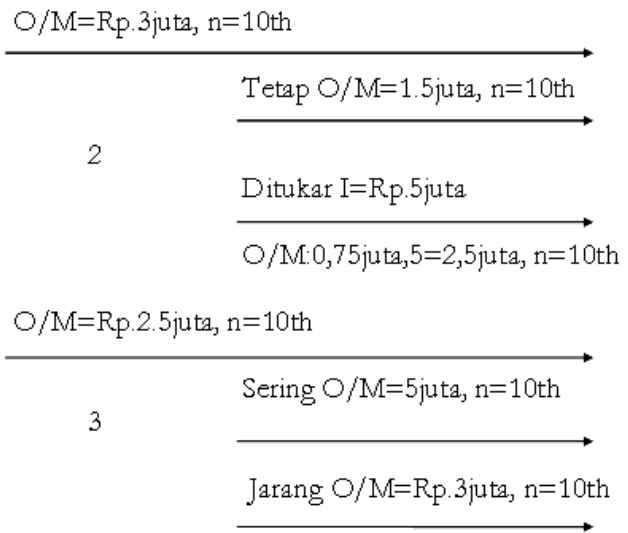 O/M=Rp.3juta, n=10th
Tetap O/M=1.5juta, n=10th
2
Ditukar I=Rp.5juta
O/M:0,75juta,5=2,5juta, n=10th
O/M=Rp.2.5juta, n=10th
Sering O/M=5juta, n=10th
3
Jarang O/M=Rp.3juta, n=10th